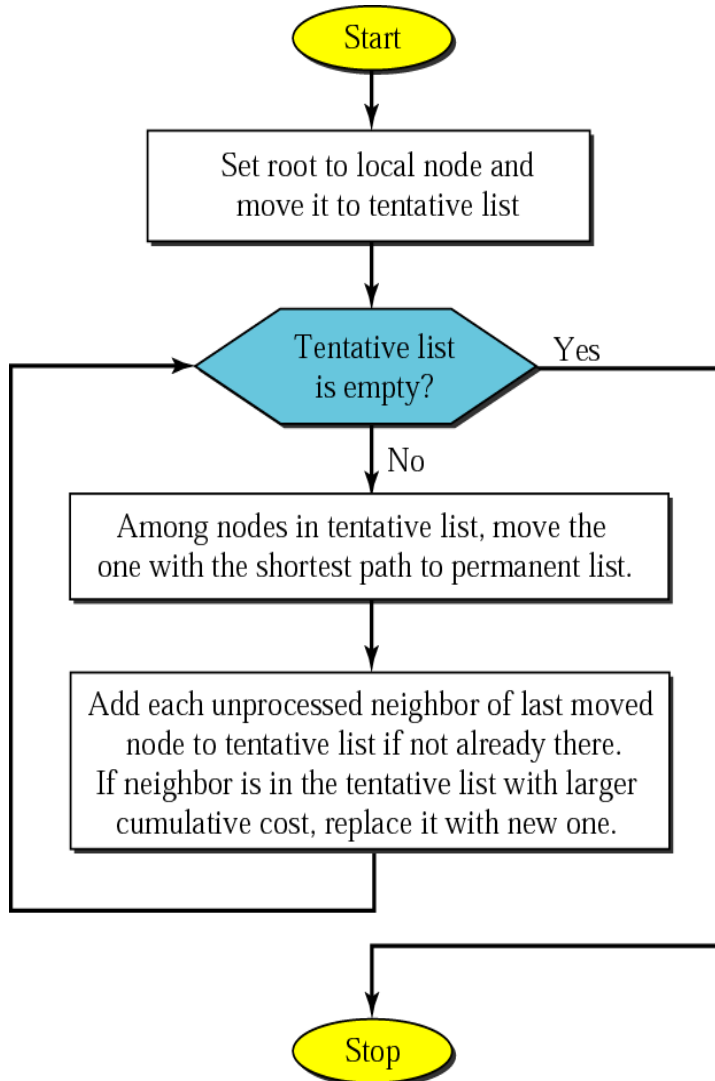 Start
Set root to local node and
move it to tentative list
Tentative list
is empty?
Yes
No
Among nodes in tentative list, move the
one with the shortest path to permanent list.
Add each unprocessed neighbor of last moved
node to tentative list if not already there.
If neighbor is in the tentative list with larger
cumulative cost, replace it with new one.
Stop